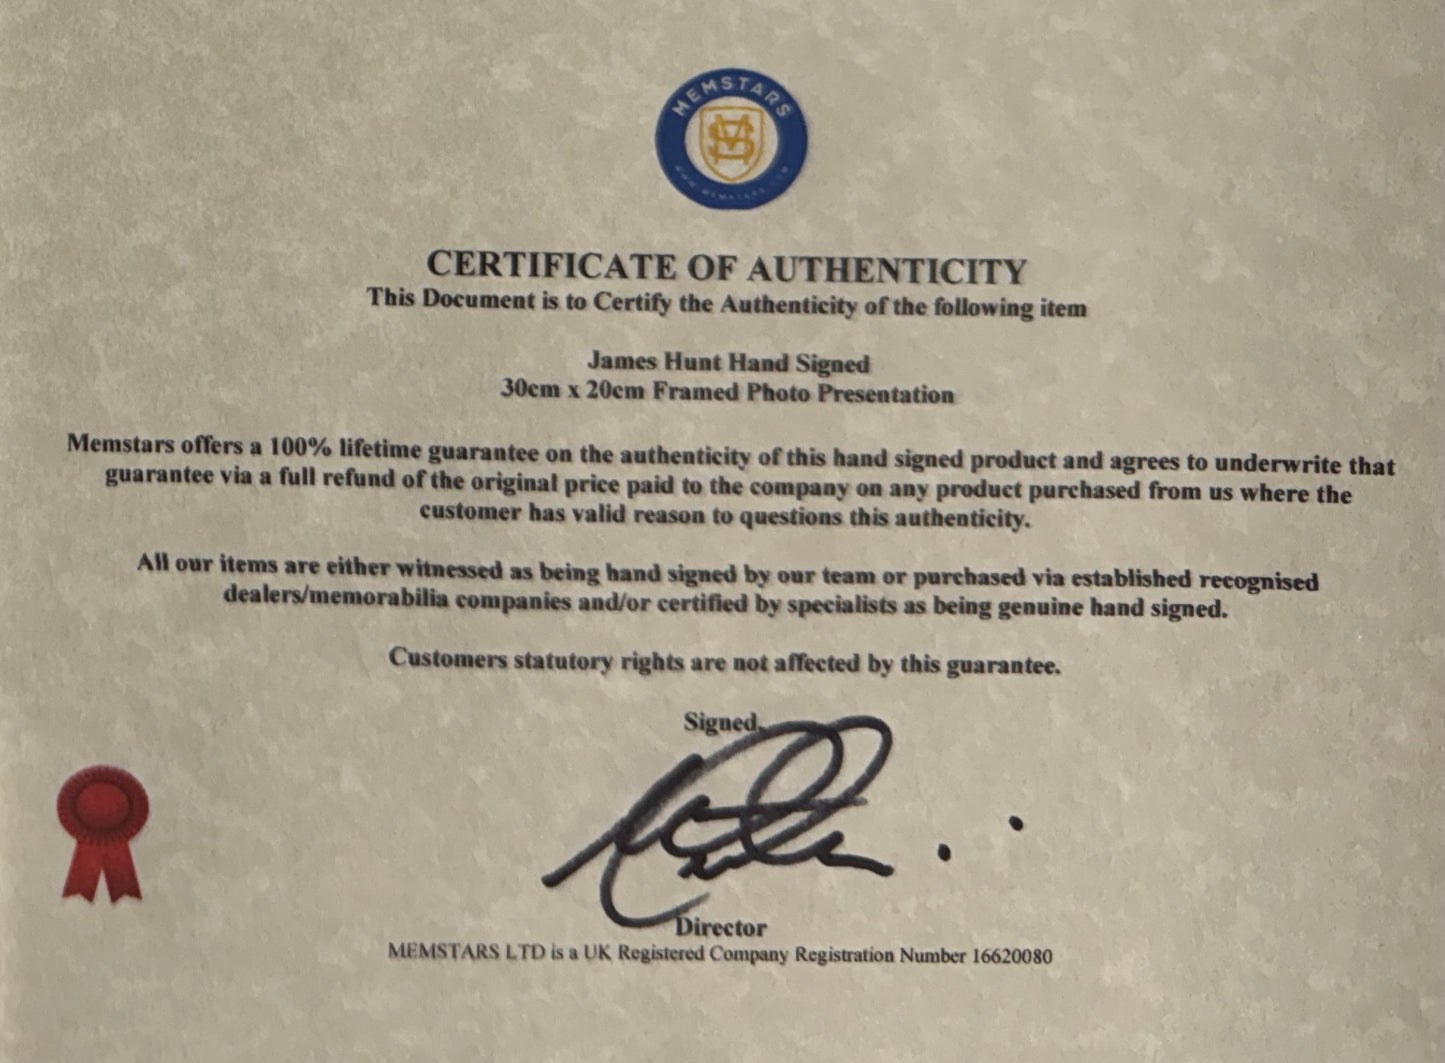 MEMSTARS
CERTIFICATE OF AUTHENTICITY
This Document is to Certify the Authenticity of the following item
James Hunt Hand Signed
30cm x 20cm Framed Photo Presentation
Memstars offers a 100% lifetime guarantee on the authenticity of this hand signed product and agrees to underwrite that
guarantee via a full refund of the original price paid to the company on any product purchased from us where the
customer has valid reason to questions this authenticity.
All our items are either witnessed as being hand signed by our team or purchased via established recognised
dealers/memorabilia companies and/or certified by specialists as being genuine hand signed.
Customers statutory rights are not affected by this guarantee.
Signed,
Director
MEMSTARS LTD is a UK Registered Company Registration Number 16620080